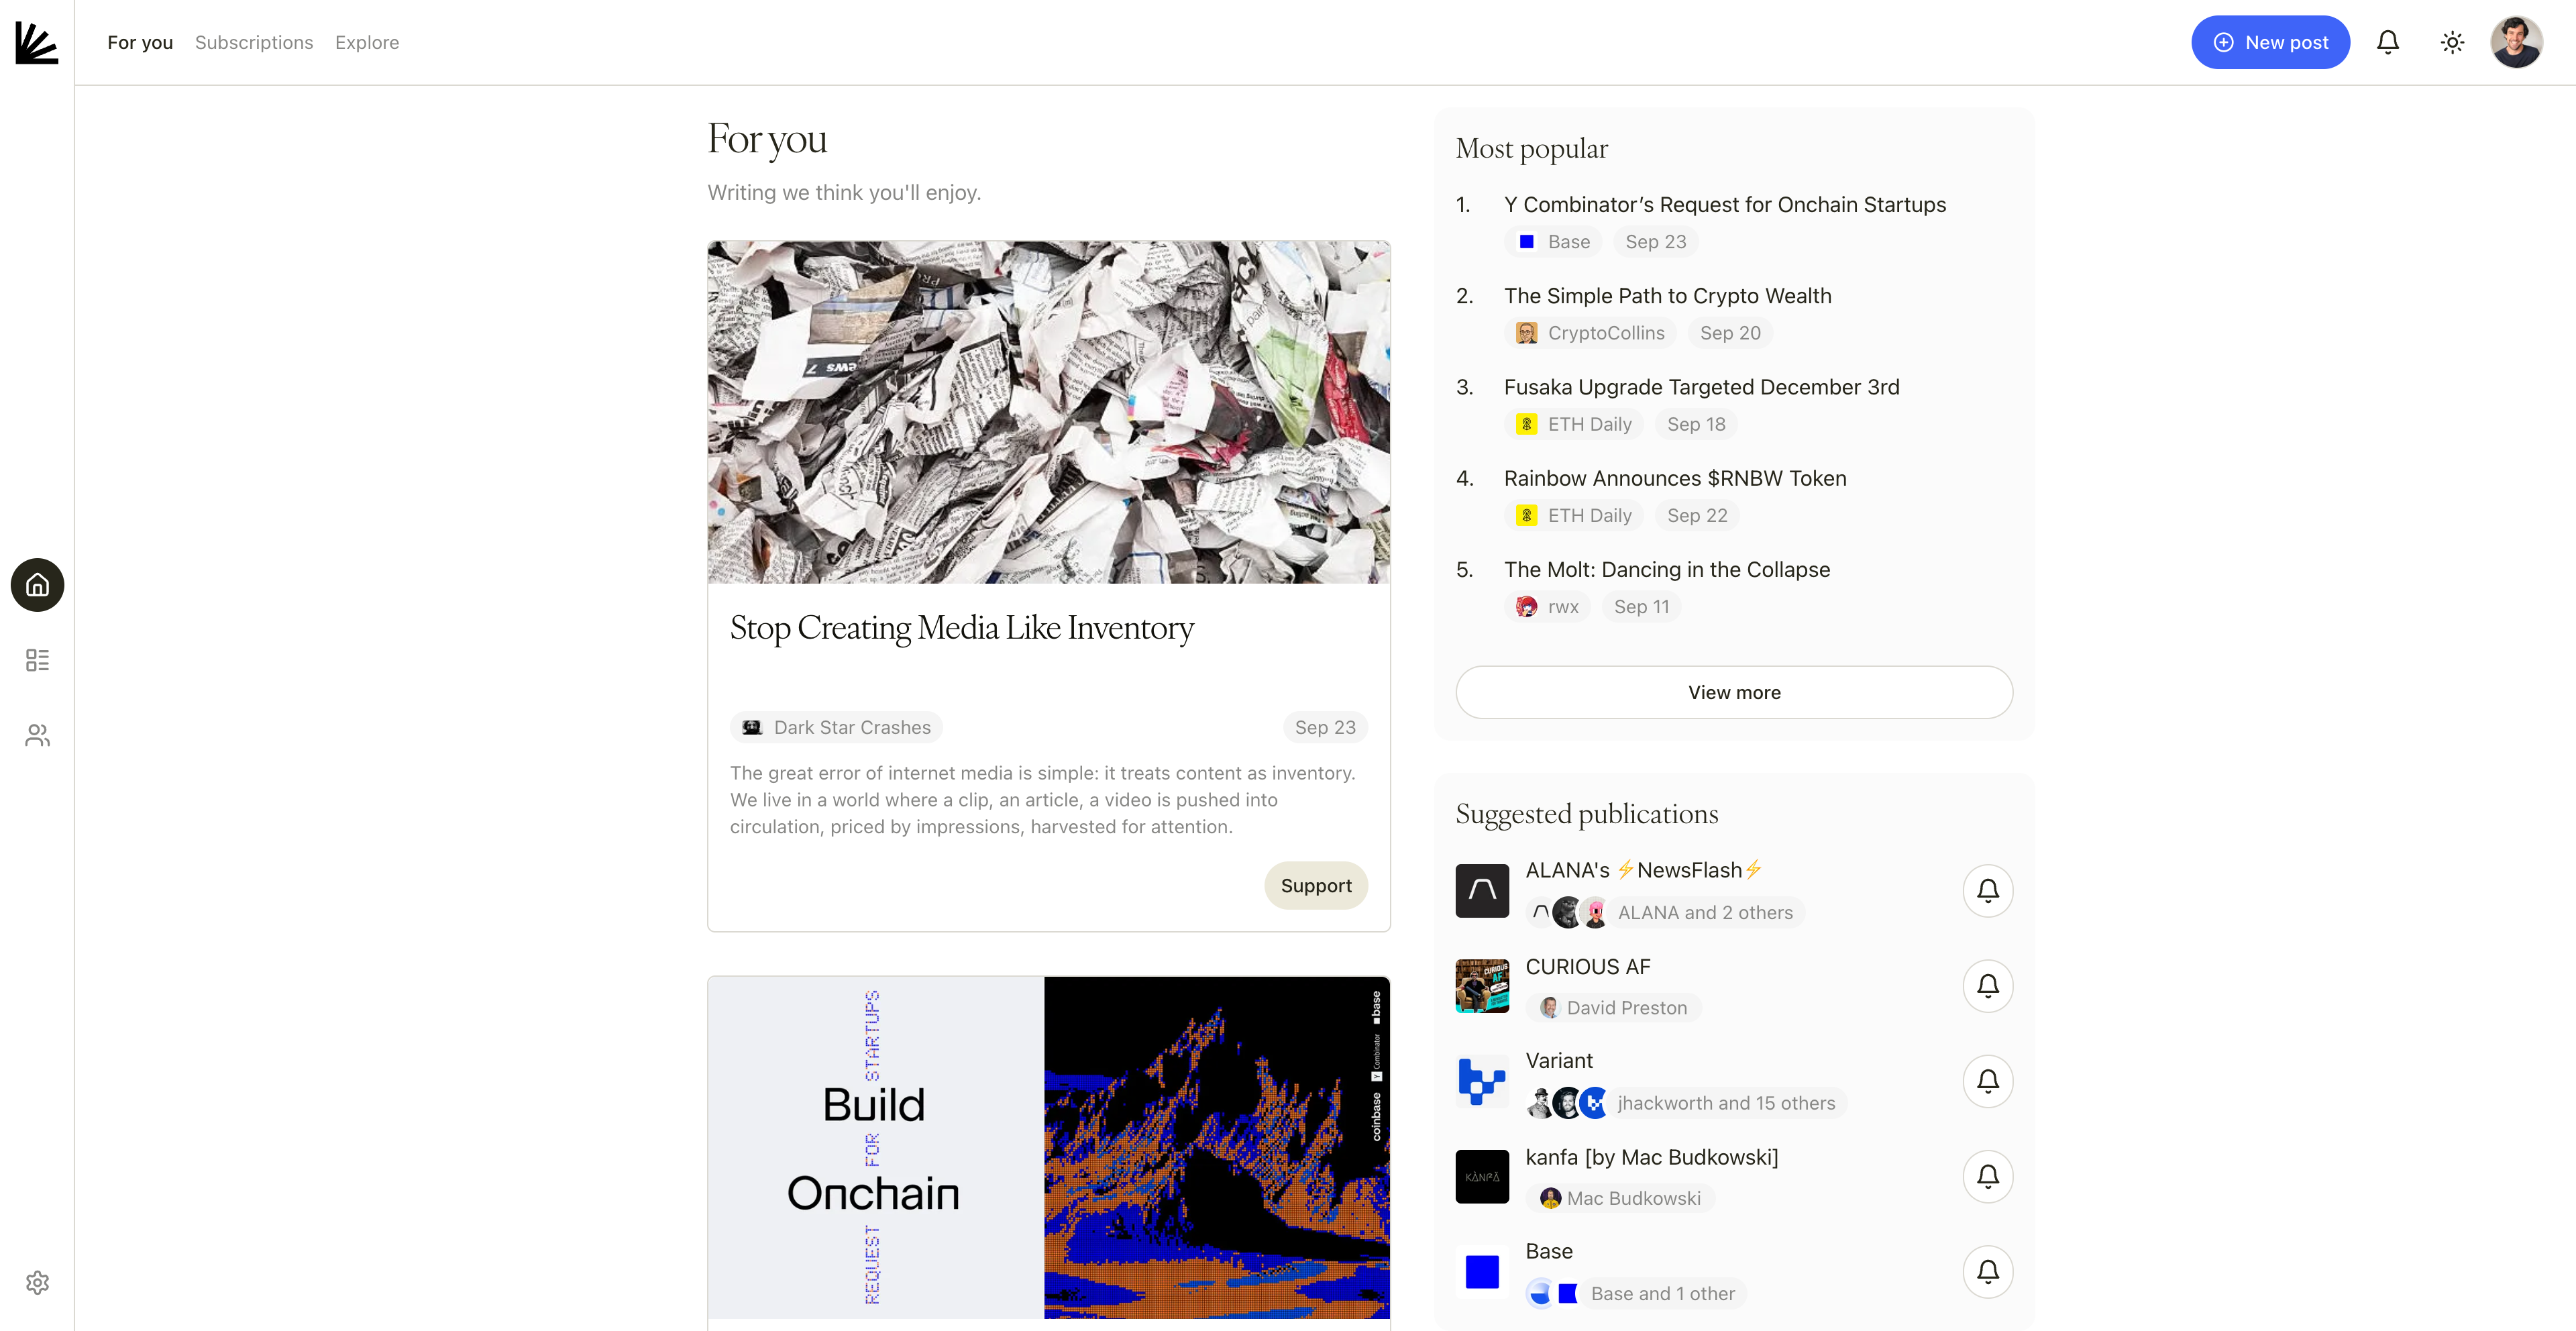 For you
Subscriptions
Explore
New post
For you
Writing we think you'll enjoy.
Stop Creating Media Like Inventory
Dark Star Crashes
Sep 23
The great error of internet media is simple: it treats content as inventory.
We live in a world where a clip, an article, a video is pushed into
circulation, priced by impressions, harvested for attention.
Support
REQUEST FOR STARTUPS
Build
Onchain
coinbase
Y Combinator
base
Most popular
1. Y Combinator’s Request for Onchain Startups
Base
Sep 23
2. The Simple Path to Crypto Wealth
CryptoCollins
Sep 20
3. Fusaka Upgrade Targeted December 3rd
ETH Daily
Sep 18
4. Rainbow Announces $RNBW Token
ETH Daily
Sep 22
5. The Molt: Dancing in the Collapse
rwx
Sep 11
View more
Suggested publications
ALANA's ⚡NewsFlash⚡
ALANA and 2 others
CURIOUS AF
CURIOUS AF
David Preston
Variant
jhackworth and 15 others
KANFA
kanfa [by Mac Budkowski]
Mac Budkowski
Base
Base and 1 other